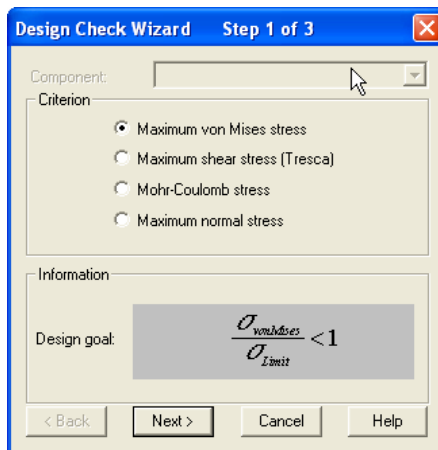 Design Check Wizard Step 1 of 3
Component:
Criterion
Maximum von Mises stress
Maximum shear stress (Tresca)
Mohr-Coulomb stress
Maximum normal stress
Information
Design goal:
σvonMises
σLimit
<1
< Back Next > Cancel Help